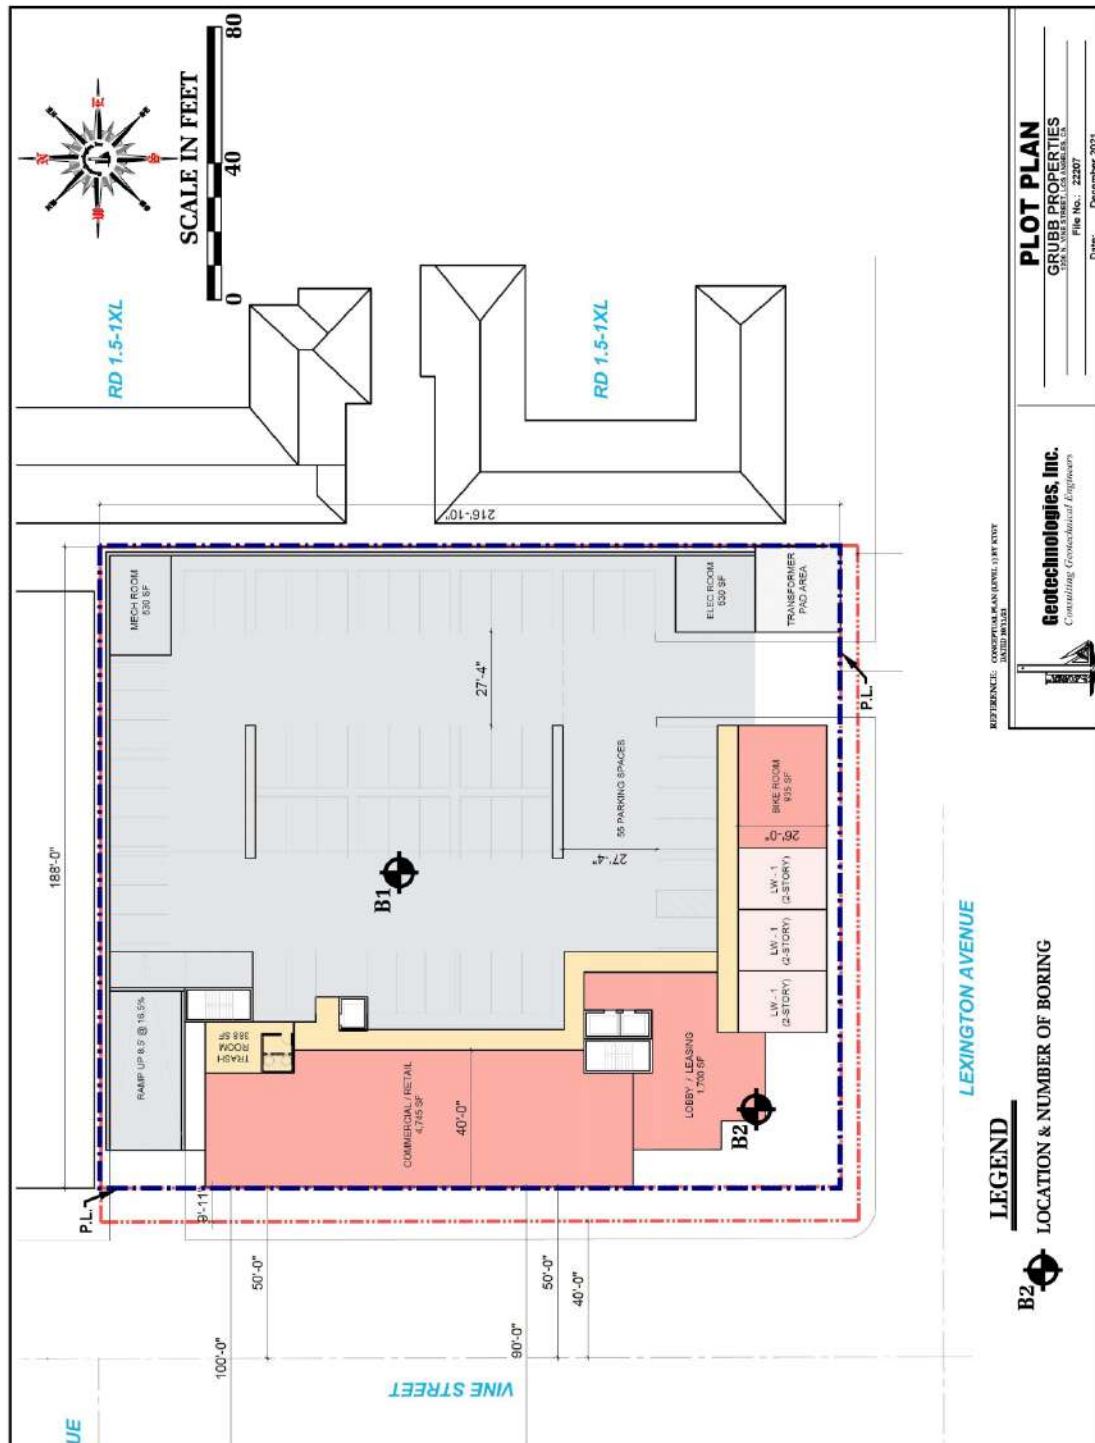 80
SCALE IN FEET
40
0
N
E
S
W
RD 1.5-1XL
RD 1.5-1XL
216'-10"
188'-0"
MECH ROOM
530 SF
ELEC ROOM
530 SF
TRANSFORMER
PAD AREA
27'-4"
P.L.
55 PARKING SPACES
27'-4"
BIKE ROOM
935 SF
26'-0"
B1
LW - 1
(2-STORY)
LW - 1
(2-STORY)
LW - 1
(2-STORY)
RAMP UP 8.5' @ 16.5%
TRASH
ROOM
388 SF
COMMERCIAL / RETAIL
4,745 SF
40'-0"
LOBBY / LEASING
1,700 SF
B2
P.L.
9'-11"
50'-0"
50'-0"
40'-0"
100'-0"
90'-0"
VINE STREET
UE
LEXINGTON AVENUE
LEGEND
B2
LOCATION & NUMBER OF BORING
REFERENCE: CONCEPTUAL PLAN (LEVEL 1) BY KTGY
Geotechnologies, Inc.
Consulting Geotechnical Engineers
PLOT PLAN
GRUBB PROPERTIES
File No.: 22207
Date: December 2021